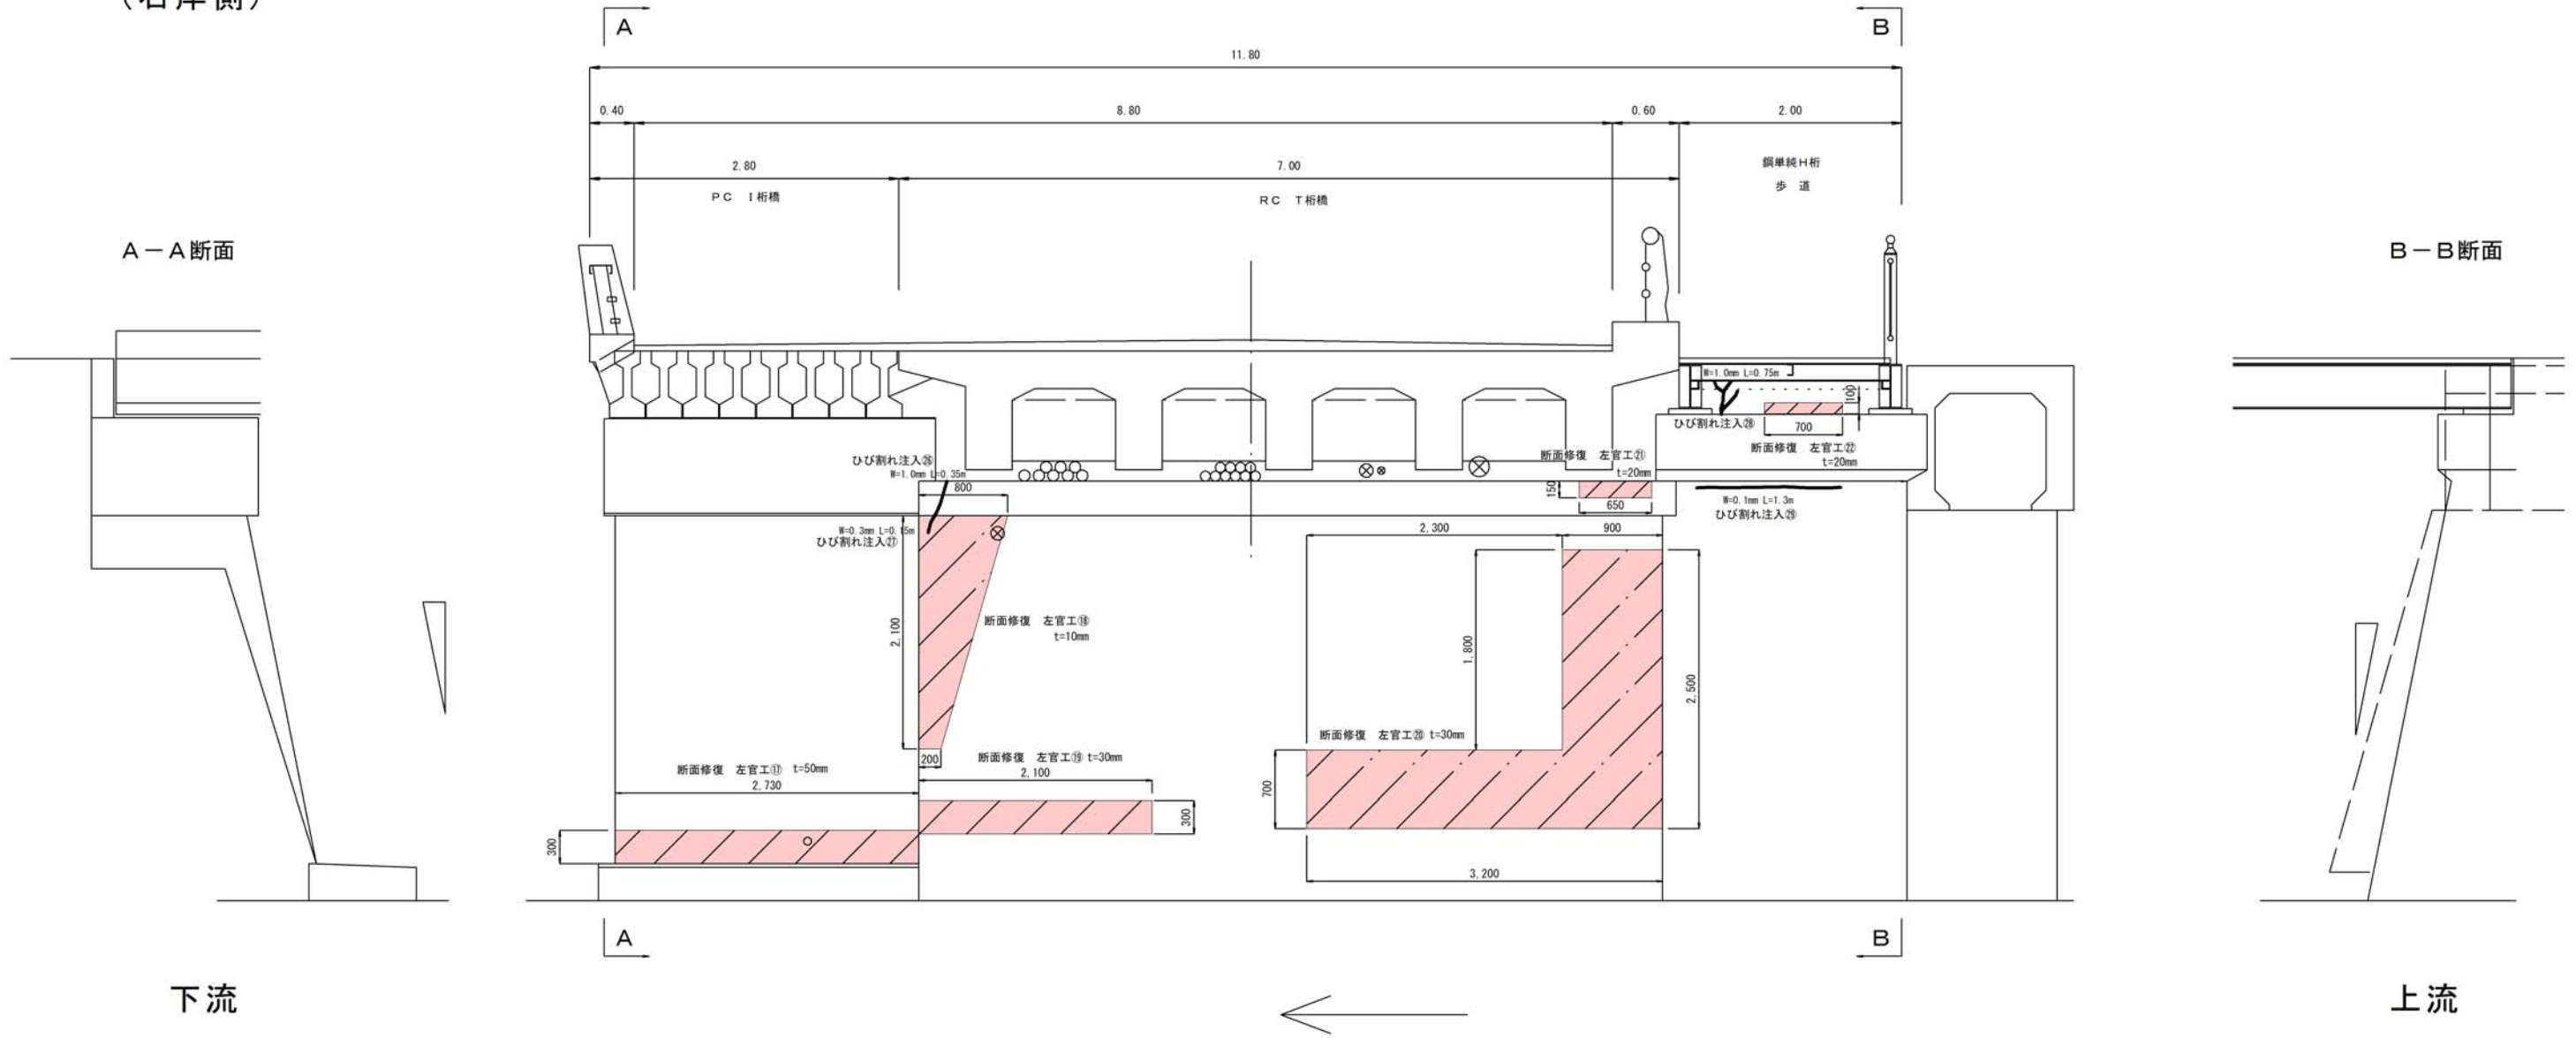 (右岸側)
A
B
11.80
0.40
8.80
0.60
2.00
2.80
7.00
鋼単純H桁
歩 道
PC I桁橋
RC T桁橋
A-A断面
B-B断面
W=1.0mm L=0.75m
100
ひび割れ注入㉘
700
断面修復 左官工㉒
t=20mm
断面修復 左官工㉑
t=20mm
ひび割れ注入㉖
W=1.0mm L=0.35m
800
150
650
W=0.1mm L=1.3m
ひび割れ注入㉙
W=0.3mm L=0.15m
ひび割れ注入㉗
2,300
900
2,100
断面修復 左官工⑱
t=10mm
1,800
2,500
断面修復 左官工⑳ t=30mm
200
断面修復 左官工⑲ t=30mm
2,100
断面修復 左官工⑰ t=50mm
2,730
700
300
300
3,200
A
B
下流
上流